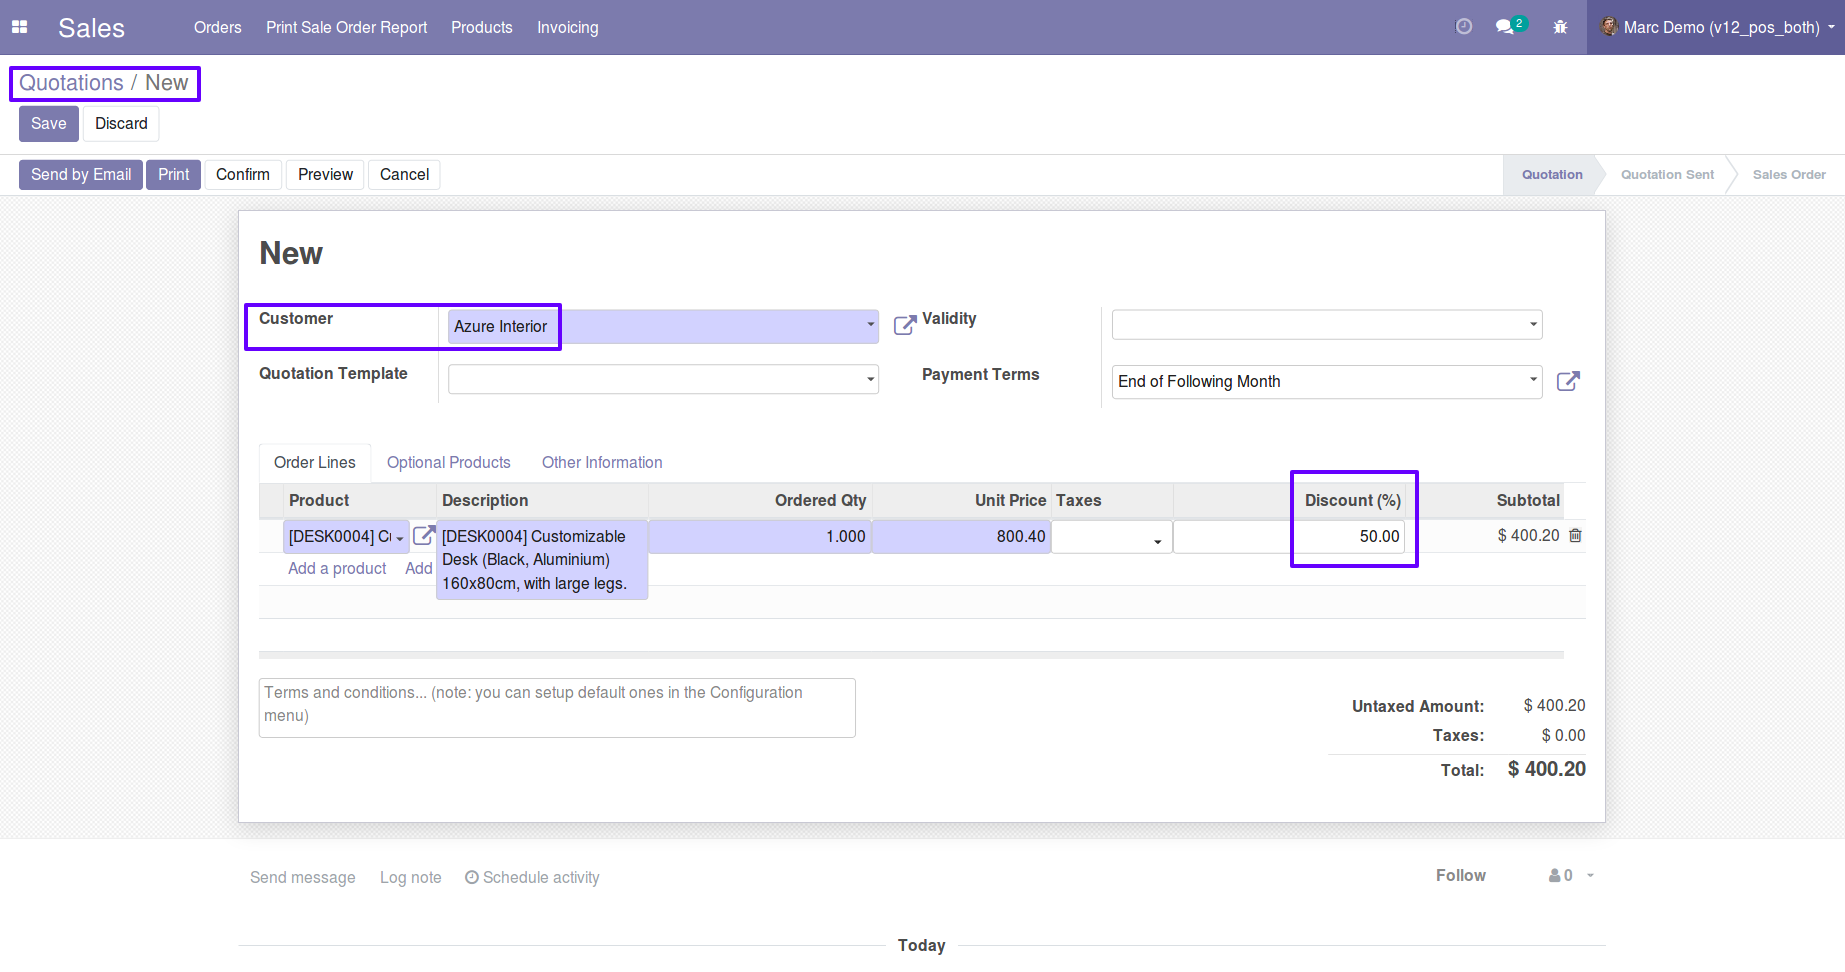 Sales
Orders
Print Sale Order Report
Products
Invoicing
2
Marc Demo (v12_pos_both)
Quotations / New
Save
Discard
Send by Email
Print
Confirm
Preview
Cancel
Quotation
Quotation Sent
Sales Order
New
Customer
Azure Interior
Validity
Quotation Template
Payment Terms
End of Following Month
Order Lines
Optional Products
Other Information
Product
Description
Ordered Qty
Unit Price
Taxes
Discount (%)
Subtotal
[DESK0004] C
[DESK0004] Customizable
Desk (Black, Aluminium)
160x80cm, with large legs.
1.000
800.40
50.00
$ 400.20
Add a product
Add
Terms and conditions... (note: you can setup default ones in the Configuration
menu)
Untaxed Amount:
$ 400.20
Taxes:
$ 0.00
Total:
$ 400.20
Send message
Log note
Schedule activity
Follow
0
Today